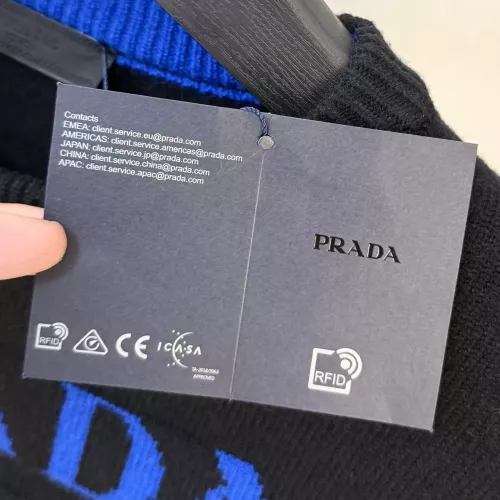 Contacts
EMEA: client.service.eu@prada.com
AMERICAS: client.service.americas@prada.com
JAPAN: client.service.jp@prada.com
CHINA: client.service.china@prada.com
APAC: client.service.apac@prada.com
PRADA
RFID
CE
ICASA
APPROVED
RFID
ADA